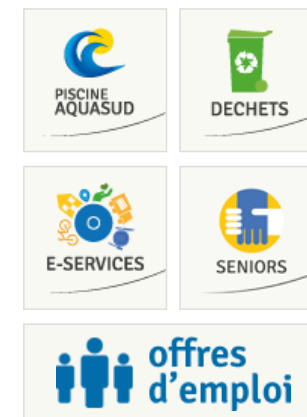 PISCINE
AQUASUD
DECHETS
E-SERVICES
SENIORS
offres
d'emploi